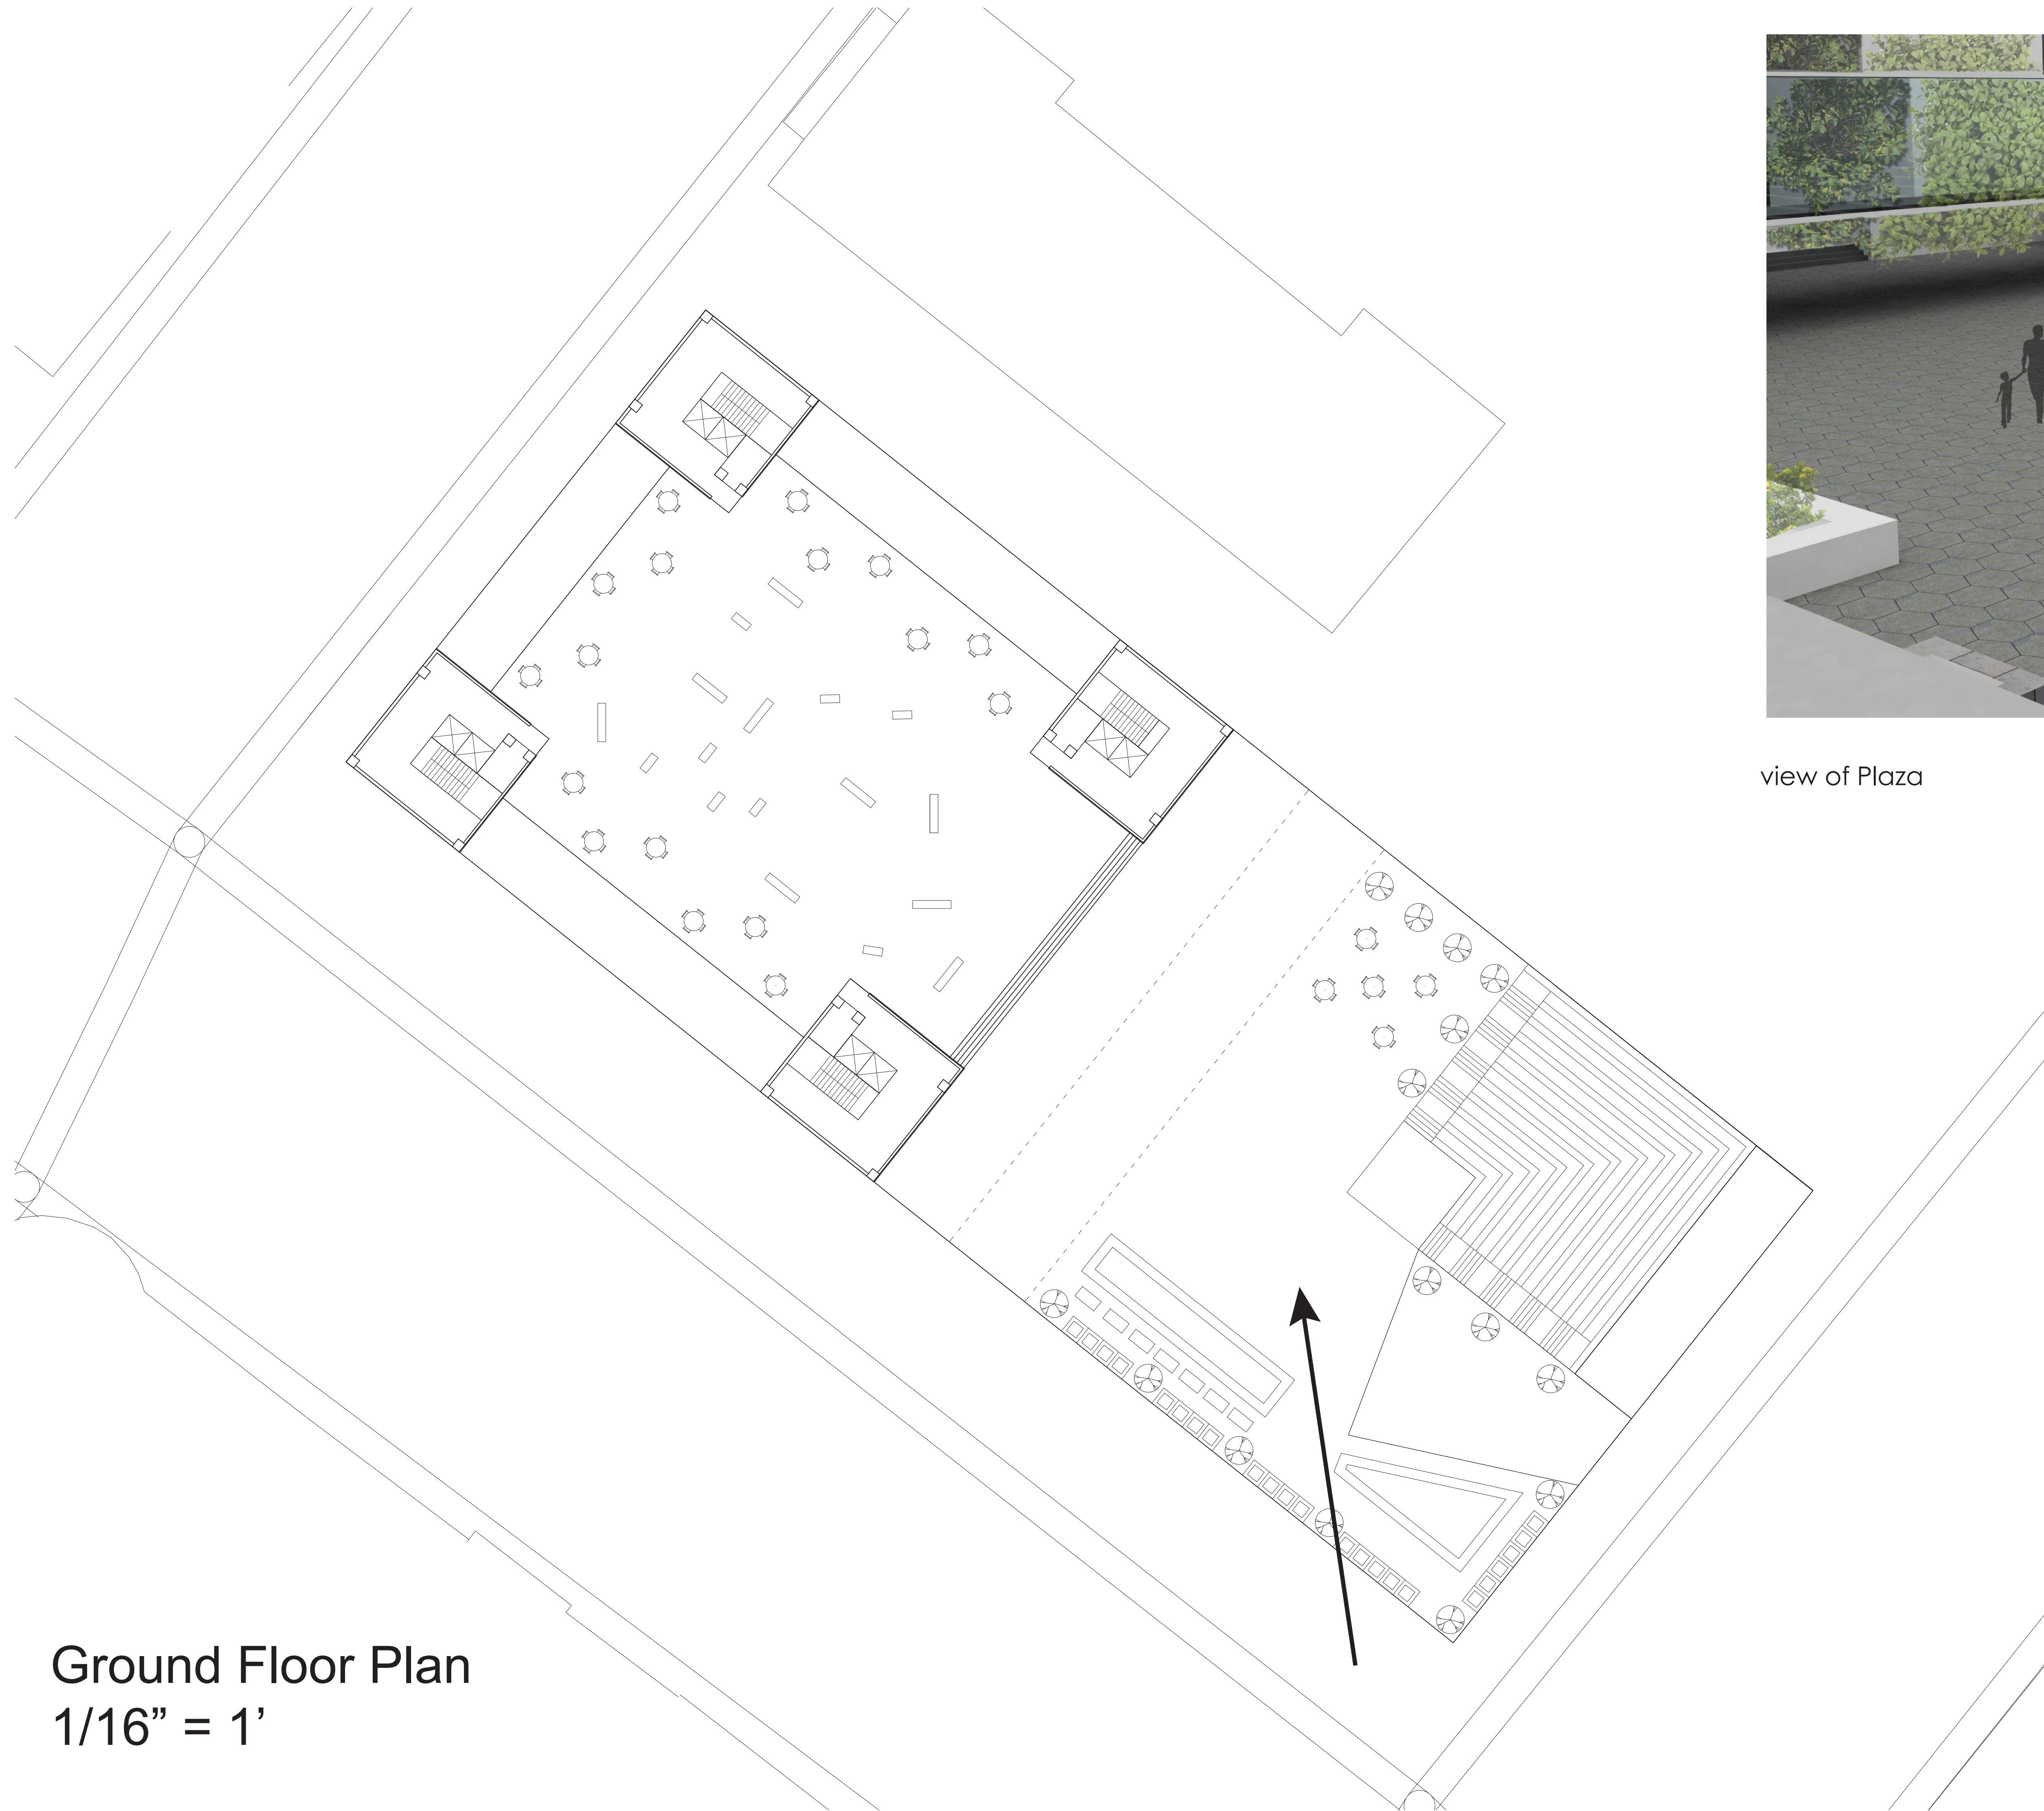 view of Plaza
Ground Floor Plan
1/16” = 1’